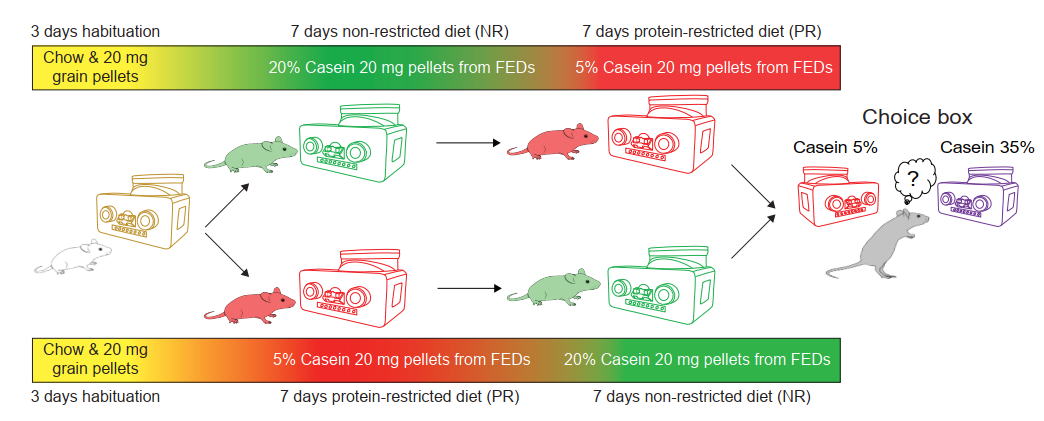 3 days habituation
7 days non-restricted diet (NR)
7 days protein-restricted diet (PR)
Chow & 20 mg
grain pellets
20% Casein 20 mg pellets from FEDs
5% Casein 20 mg pellets from FEDs
Choice box
Casein 5%
Casein 35%
?
Chow & 20 mg
grain pellets
5% Casein 20 mg pellets from FEDs
20% Casein 20 mg pellets from FEDs
3 days habituation
7 days protein-restricted diet (PR)
7 days non-restricted diet (NR)